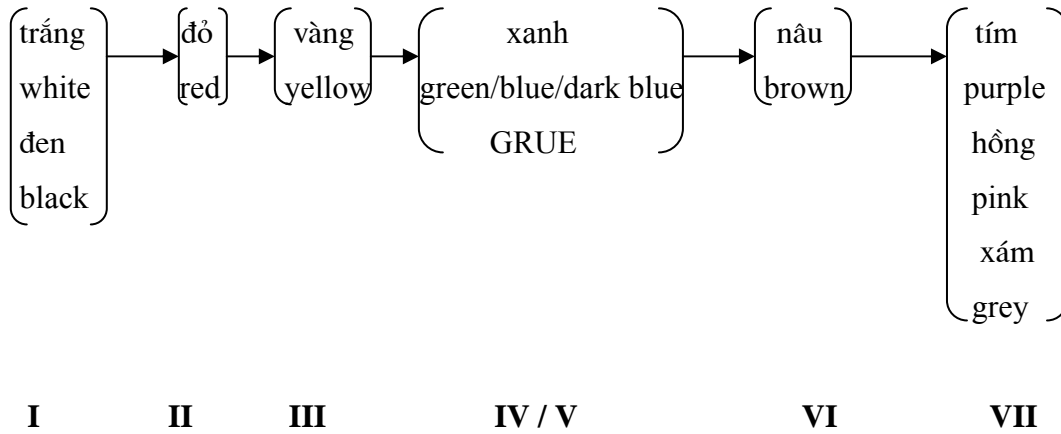 trắng
white
đen
black
đỏ
red
vàng
yellow
xanh
green/blue/dark blue
GRUE
nâu
brown
tím
purple
hồng
pink
xám
grey
I II III IV / V VI VII